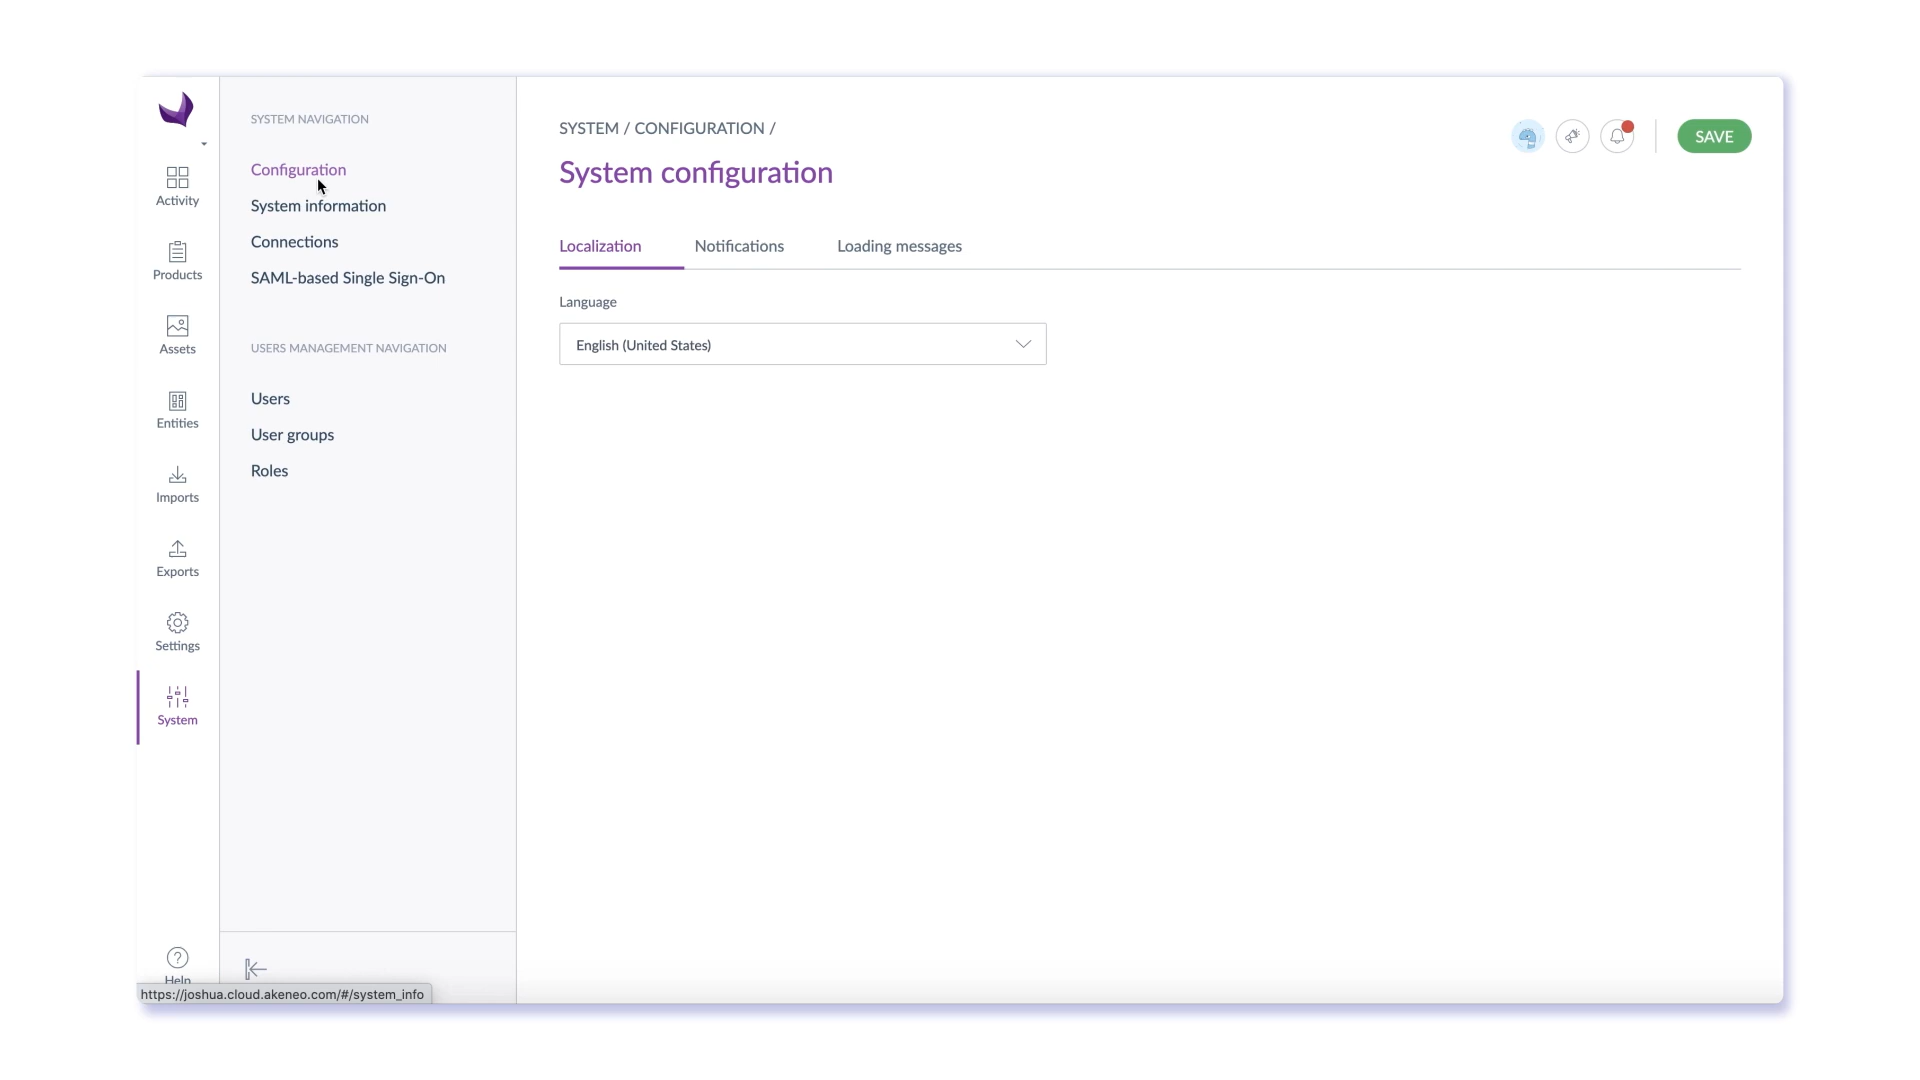 Activity
Products
Assets
Entities
Imports
Exports
Settings
System
Help
SYSTEM NAVIGATION
Configuration
System information
Connections
SAML-based Single Sign-On
USERS MANAGEMENT NAVIGATION
Users
User groups
Roles
https://joshua.cloud.akeneo.com/#/system_info
SYSTEM / CONFIGURATION /
SAVE
System configuration
Localization Notifications Loading messages
Language
English (United States)